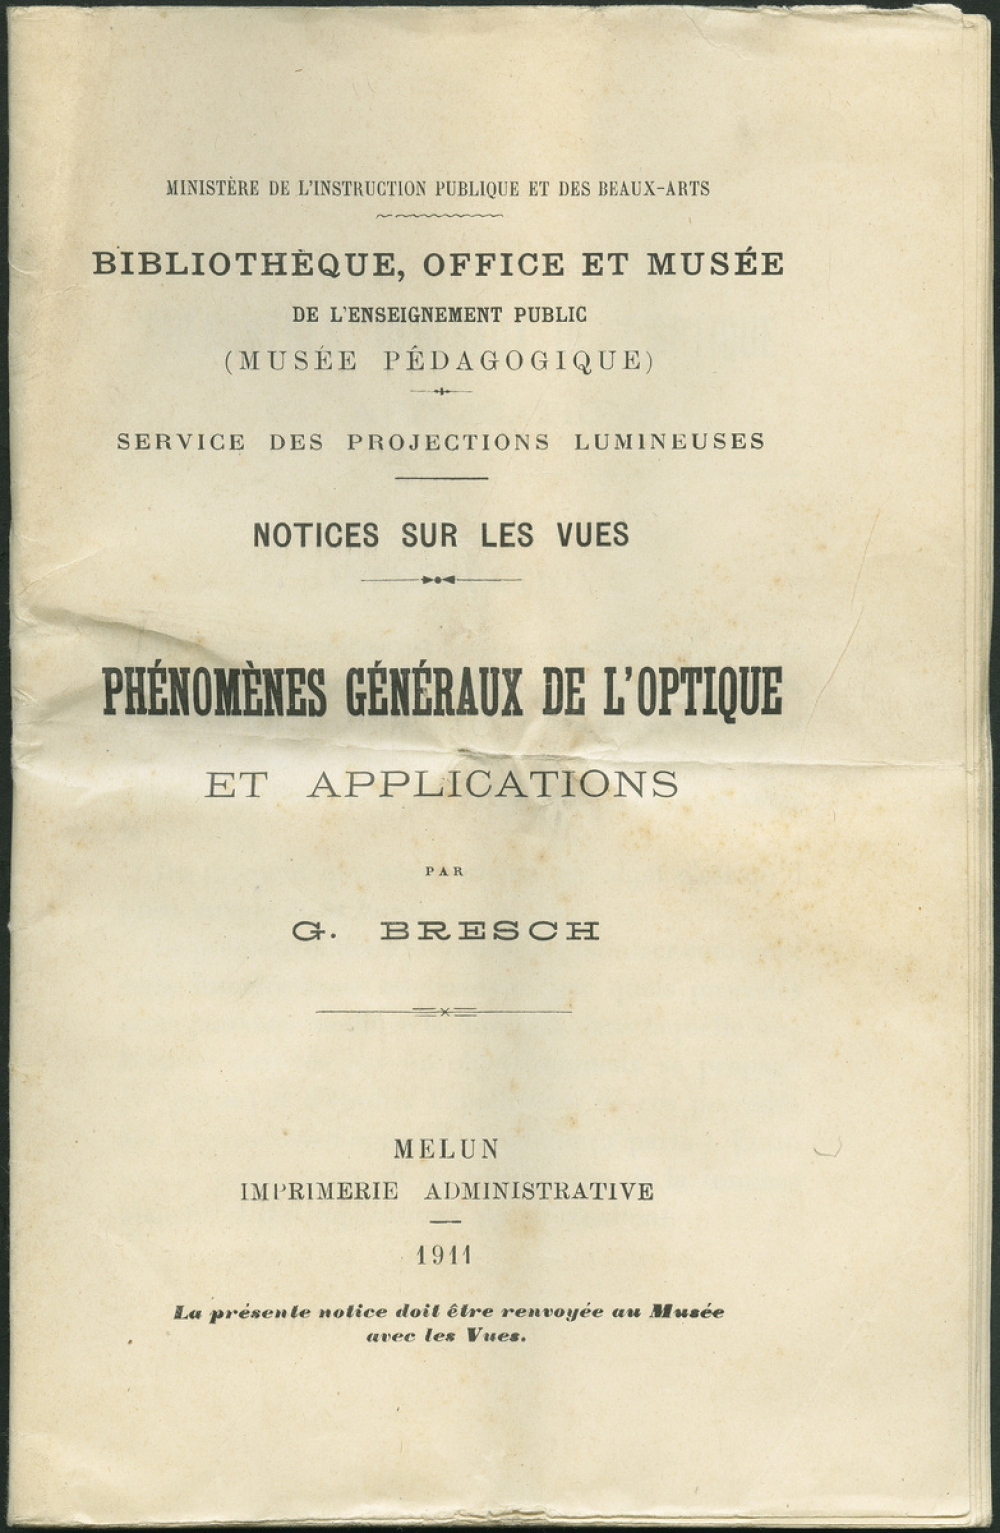 MINISTÈRE DE L'INSTRUCTION PUBLIQUE ET DES BEAUX-ARTS
BIBLIOTHÈQUE, OFFICE ET MUSÉE
DE L'ENSEIGNEMENT PUBLIC
(MUSÉE PÉDAGOGIQUE)
SERVICE DES PROJECTIONS LUMINEUSES
NOTICES SUR LES VUES
PHÉNOMÈNES GÉNÉRAUX DE L'OPTIQUE
ET APPLICATIONS
PAR
G. BRESCH
MELUN
IMPRIMERIE ADMINISTRATIVE
1911
La présente notice doit être renvoyée au Musée
avec les Vues.